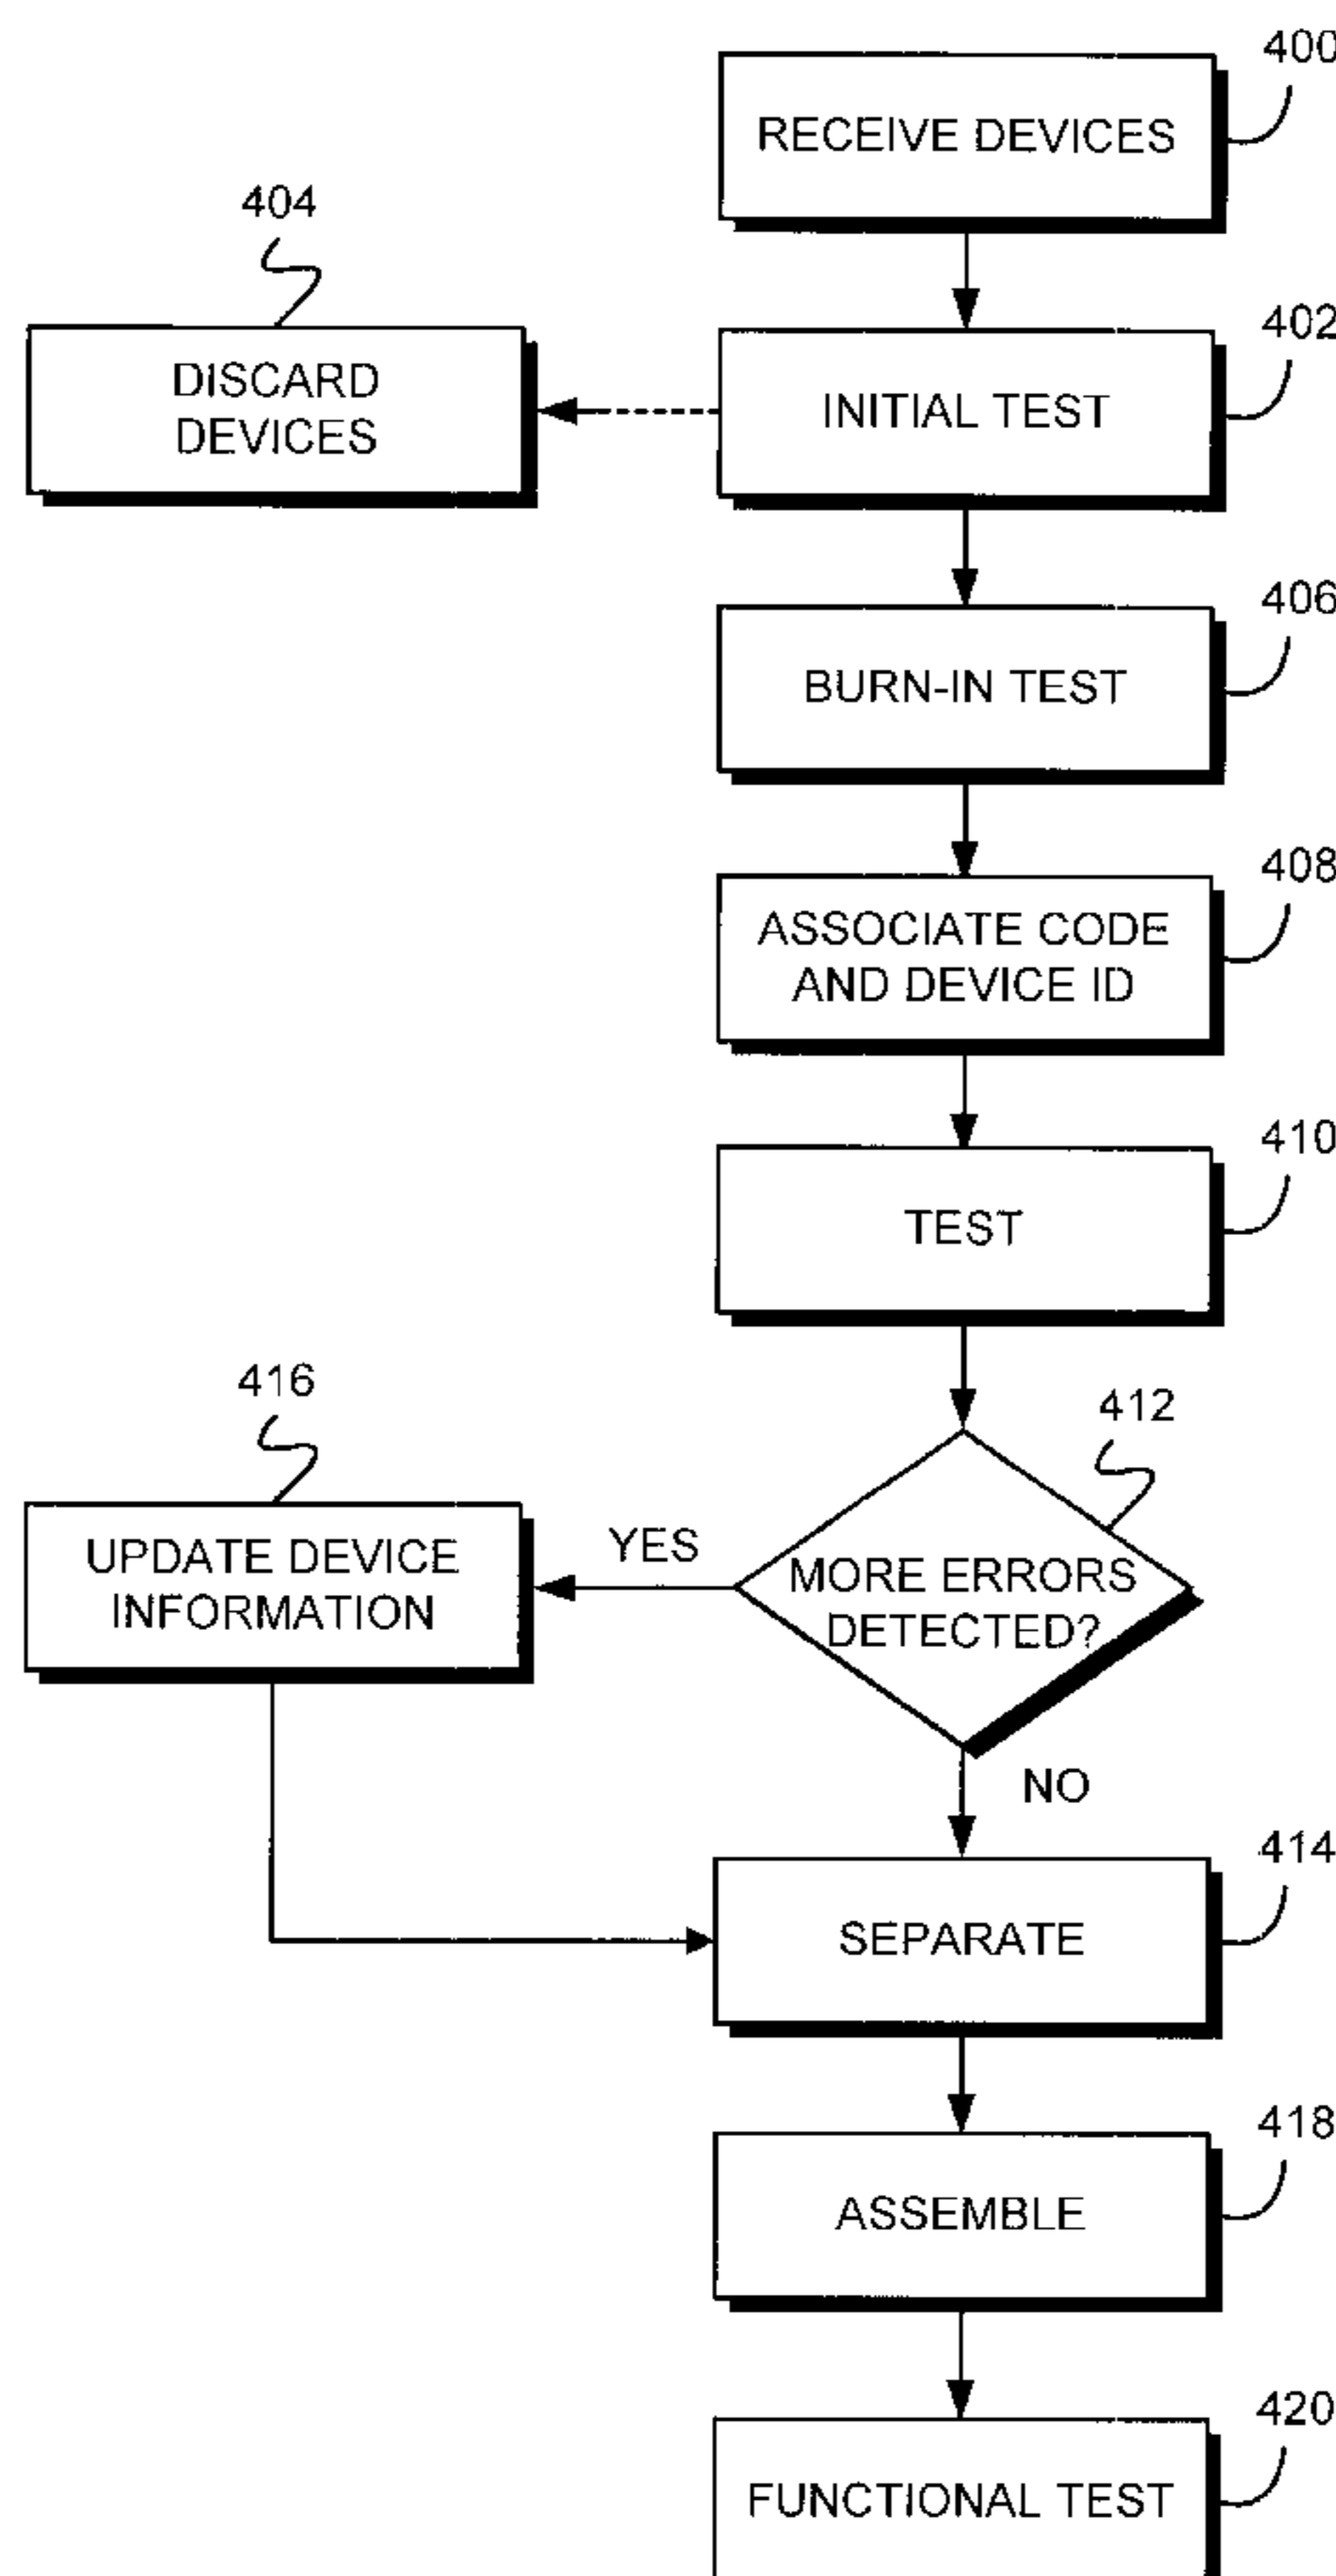 400
RECEIVE DEVICES
404
402
DISCARD
DEVICES
INITIAL TEST
406
BURN-IN TEST
408
ASSOCIATE CODE
AND DEVICE ID
410
TEST
416
412
UPDATE DEVICE
INFORMATION
YES
MORE ERRORS
DETECTED?
NO
414
SEPARATE
418
ASSEMBLE
420
FUNCTIONAL TEST